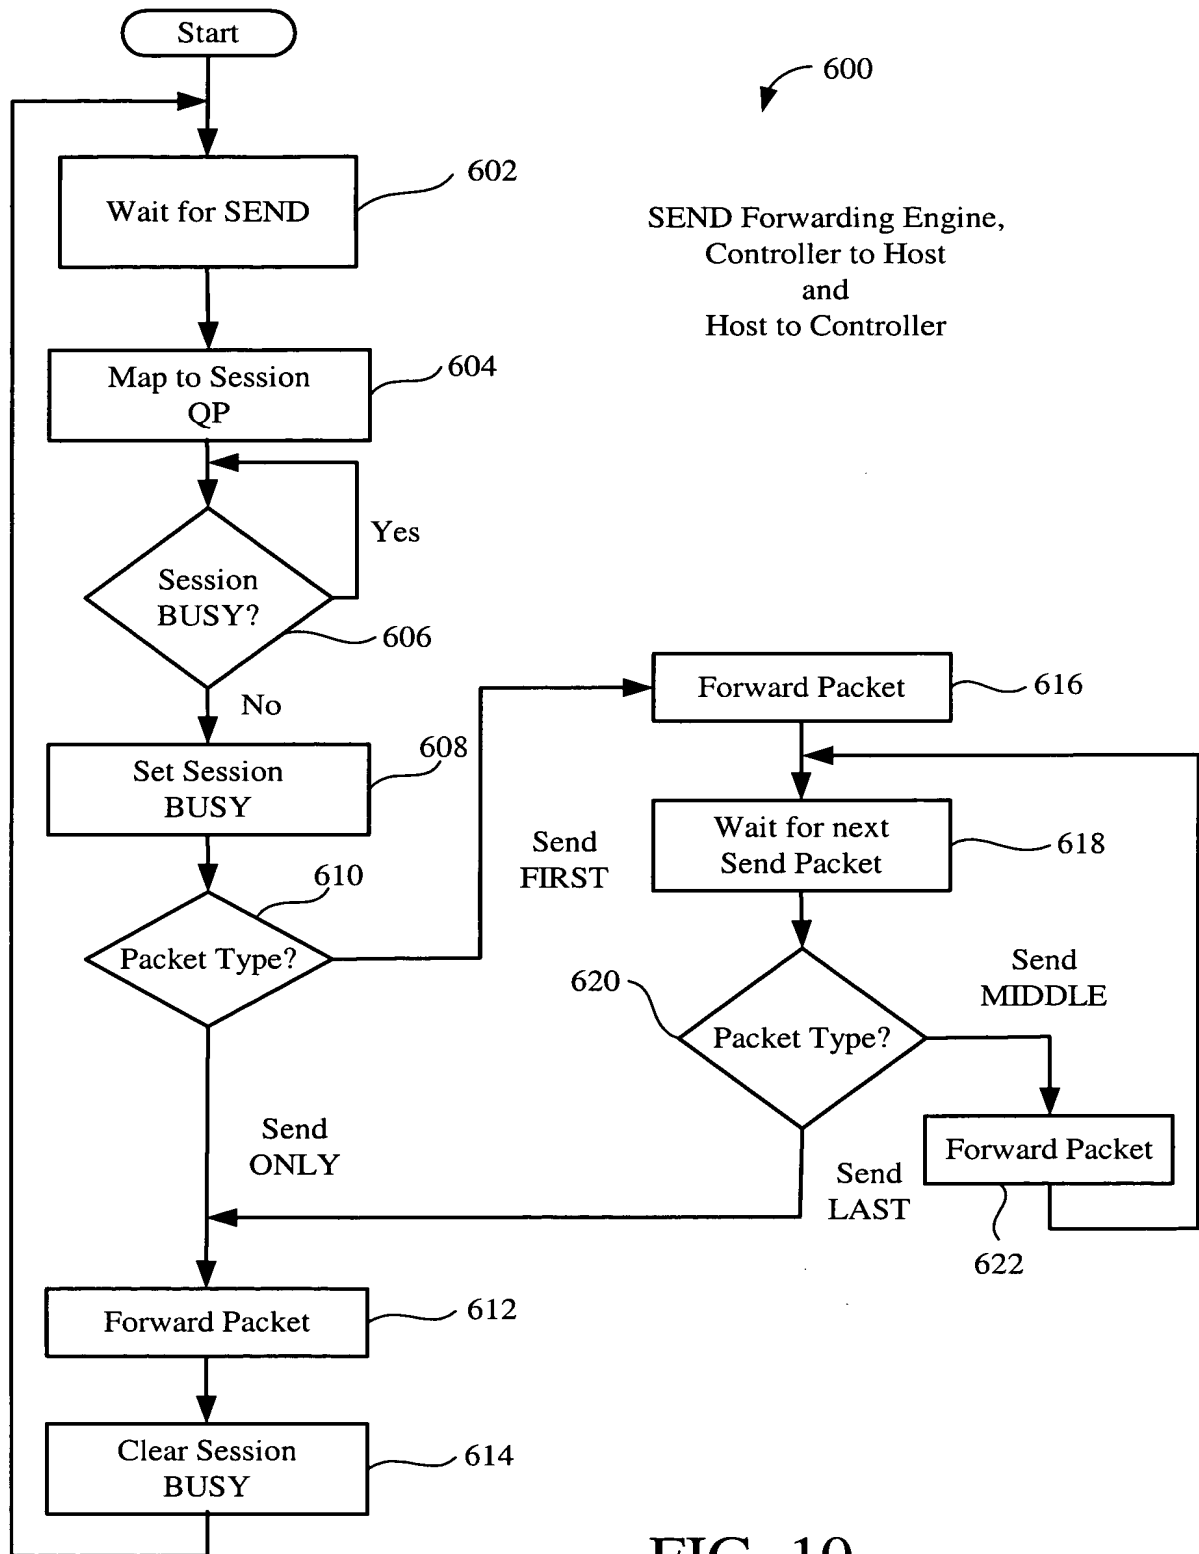 Start
600
Wait for SEND
602
SEND Forwarding Engine,
Controller to Host
and
Host to Controller
Map to Session
QP
604
Yes
Session
BUSY?
606
No
Set Session
BUSY
608
Forward Packet
616
Wait for next
Send Packet
618
Send
FIRST
610
Packet Type?
620
Packet Type?
Send
MIDDLE
Send
ONLY
Send
LAST
Forward Packet
622
Forward Packet
612
Clear Session
BUSY
614